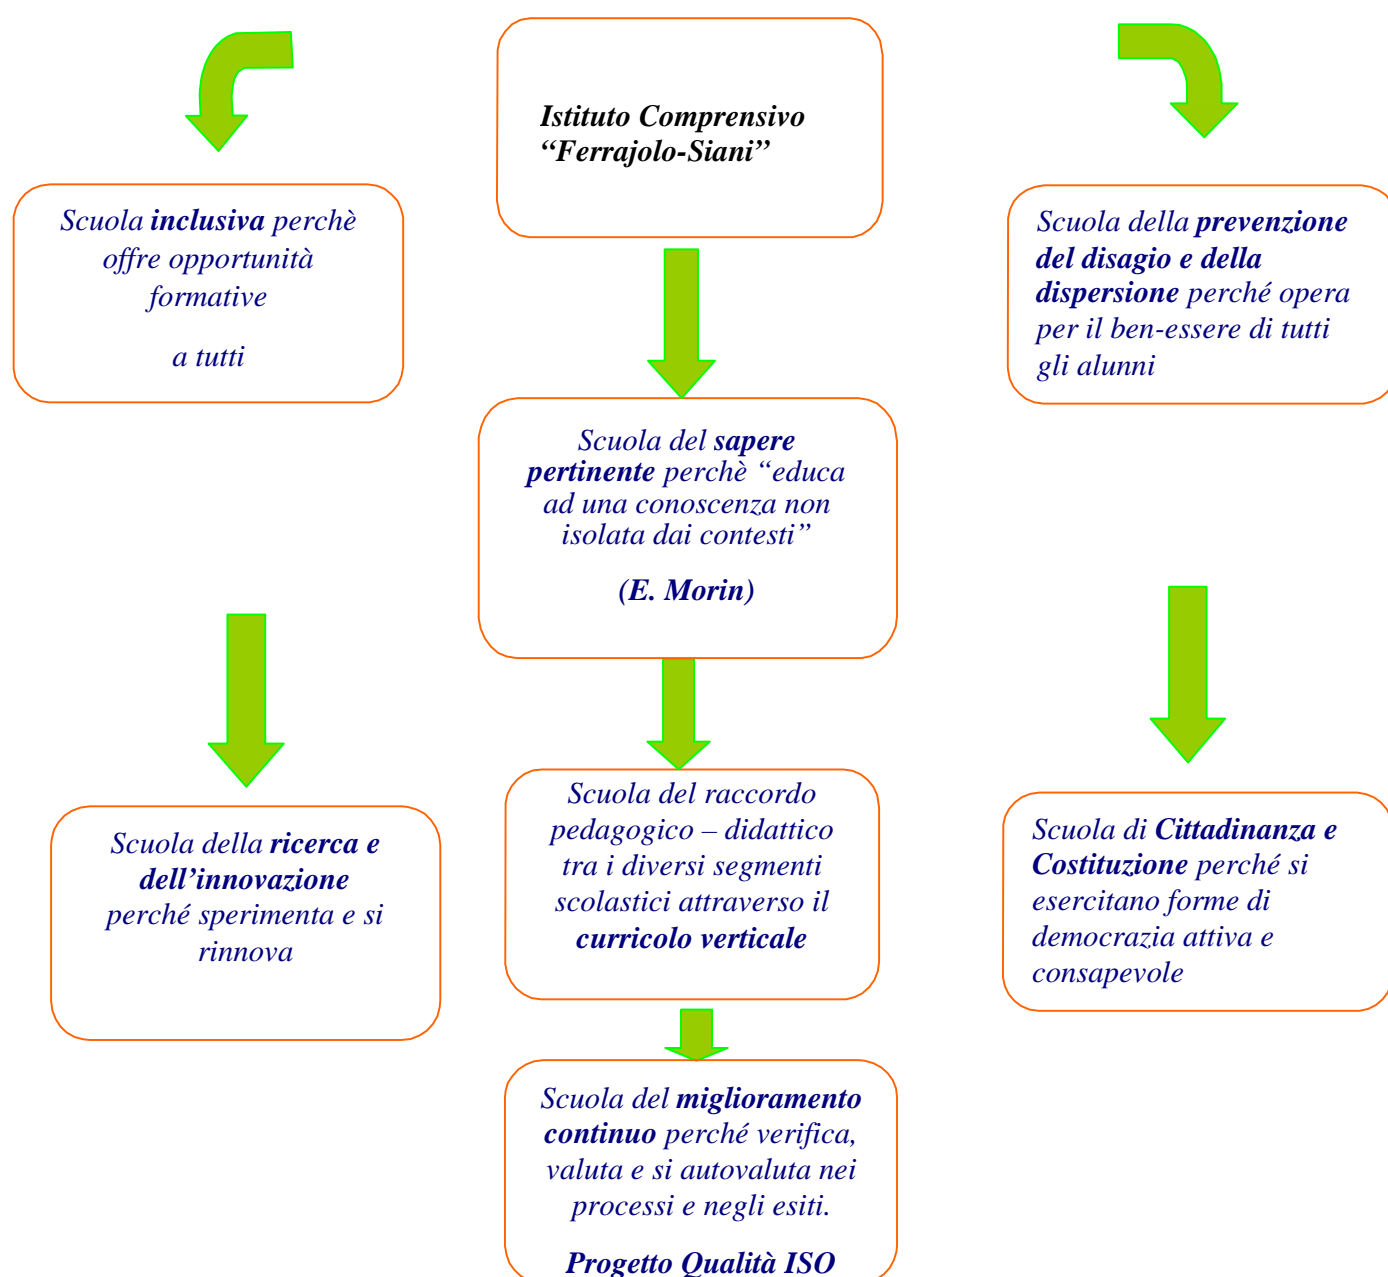 Istituto Comprensivo
“Ferrajolo-Siani”
Scuola inclusiva perchè
offre opportunità
formative
a tutti
Scuola della prevenzione
del disagio e della
dispersione perché opera
per il ben-essere di tutti
gli alunni
Scuola del sapere
pertinente perchè “educa
ad una conoscenza non
isolata dai contesti”
(E. Morin)
Scuola della ricerca e
dell’innovazione
perché sperimenta e si
rinnova
Scuola del raccordo
pedagogico – didattico
tra i diversi segmenti
scolastici attraverso il
curricolo verticale
Scuola di Cittadinanza e
Costituzione perché si
esercitano forme di
democrazia attiva e
consapevole
Scuola del miglioramento
continuo perché verifica,
valuta e si autovaluta nei
processi e negli esiti.
Progetto Qualità ISO